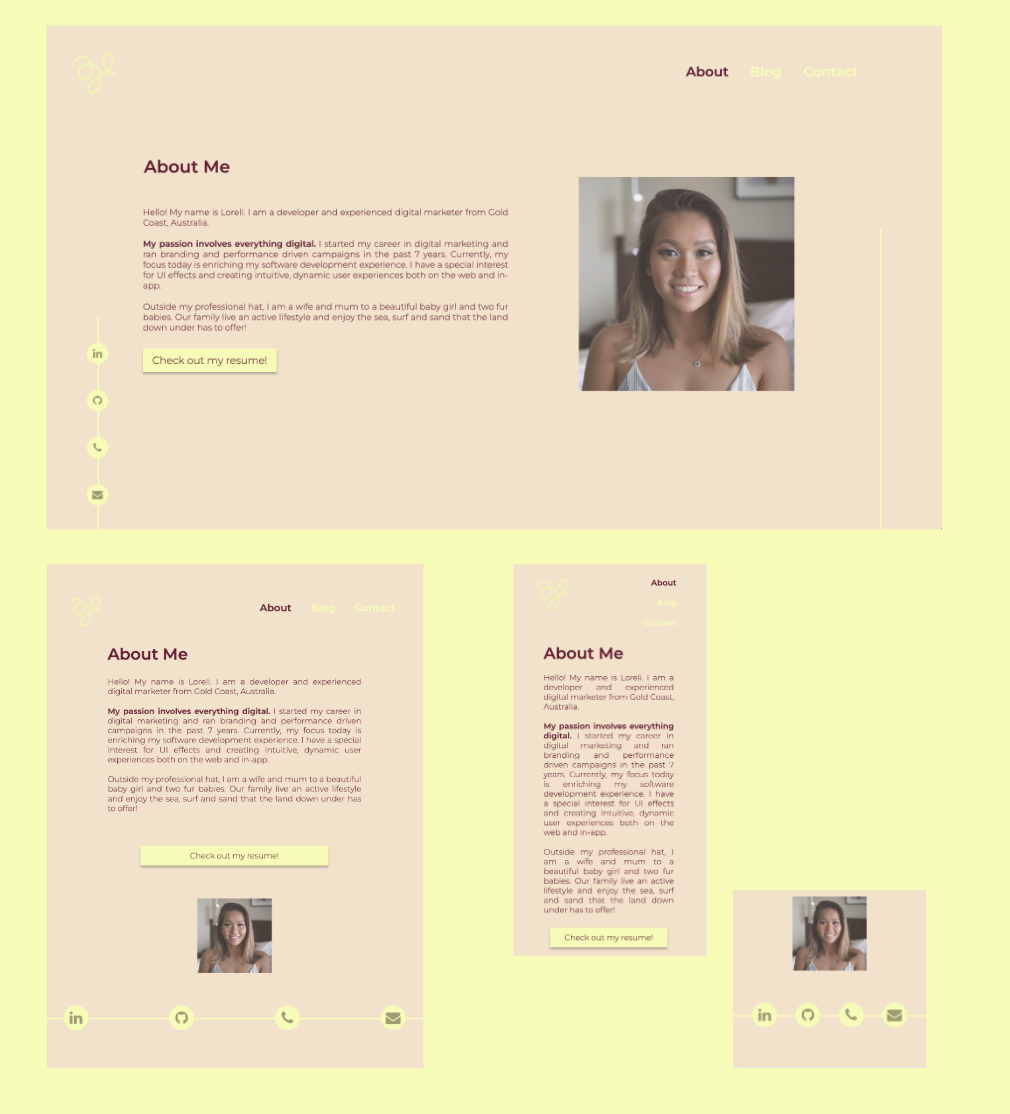 About Blog Contact
About Me
Hello! My name is Loreli. I am a developer and experienced digital marketer from Gold
Coast, Australia.
My passion involves everything digital. I started my career in digital marketing and
ran branding and performance driven campaigns in the past 7 years. Currently, my
focus today is enriching my software development experience. I have a special interest
for UI effects and creating intuitive, dynamic user experiences both on the web and in-
app.
Outside my professional hat, I am a wife and mum to a beautiful baby girl and two fur
babies. Our family live an active lifestyle and enjoy the sea, surf and sand that the land
down under has to offer!
Check out my resume!
in
About Blog Contact
About Me
Hello! My name is Loreli. I am a developer and experienced
digital marketer from Gold Coast, Australia.
My passion involves everything digital. I started my career in
digital marketing and ran branding and performance driven
campaigns in the past 7 years. Currently, my focus today is
enriching my software development experience. I have a special
interest for UI effects and creating intuitive, dynamic user
experiences both on the web and in-app.
Outside my professional hat, I am a wife and mum to a beautiful
baby girl and two fur babies. Our family live an active lifestyle
and enjoy the sea, surf and sand that the land down under has
to offer!
Check out my resume!
in
About
Blog
Contact
About Me
Hello! My name is Loreli. I am a
developer and experienced
digital marketer from Gold Coast,
Australia.
My passion involves everything
digital. I started my career in
digital marketing and ran
branding and performance
driven campaigns in the past 7
years. Currently, my focus today
is enriching my software
development experience. I have
a special interest for UI effects
and creating intuitive, dynamic
user experiences both on the
web and in-app.
Outside my professional hat, I
am a wife and mum to a
beautiful baby girl and two fur
babies. Our family live an active
lifestyle and enjoy the sea, surf
and sand that the land down
under has to offer!
Check out my resume!
in